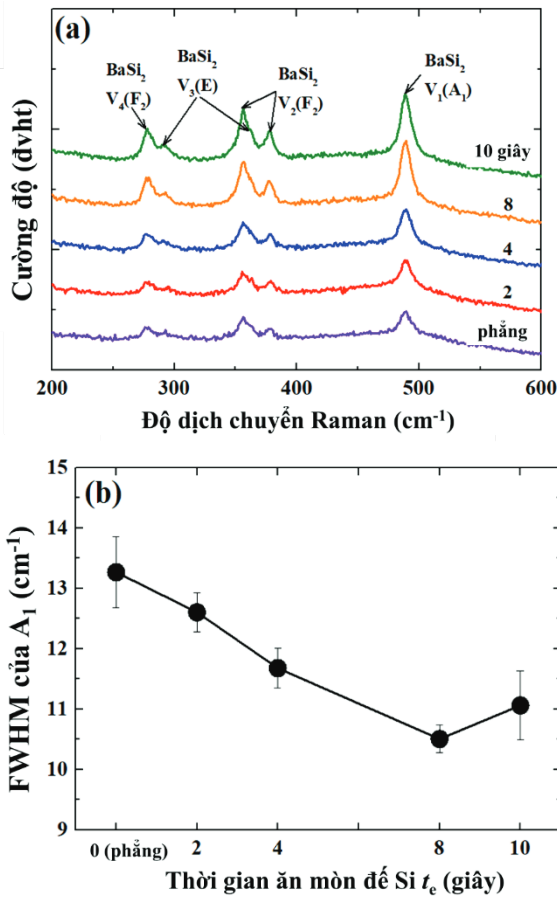 (a)
BaSi₂
V₄(F₂)
BaSi₂
V₃(E)
BaSi₂
V₂(F₂)
BaSi₂
V₁(A₁)
10 giây
8
4
2
phẳng
Cường độ (đvht)
200 300 400 500 600
Độ dịch chuyển Raman (cm⁻¹)
(b)
FWHM của A₁ (cm⁻¹)
15
14
13
12
11
10
9
0 (phẳng) 2 4 8 10
Thời gian ăn mòn đế Si tₑ (giây)